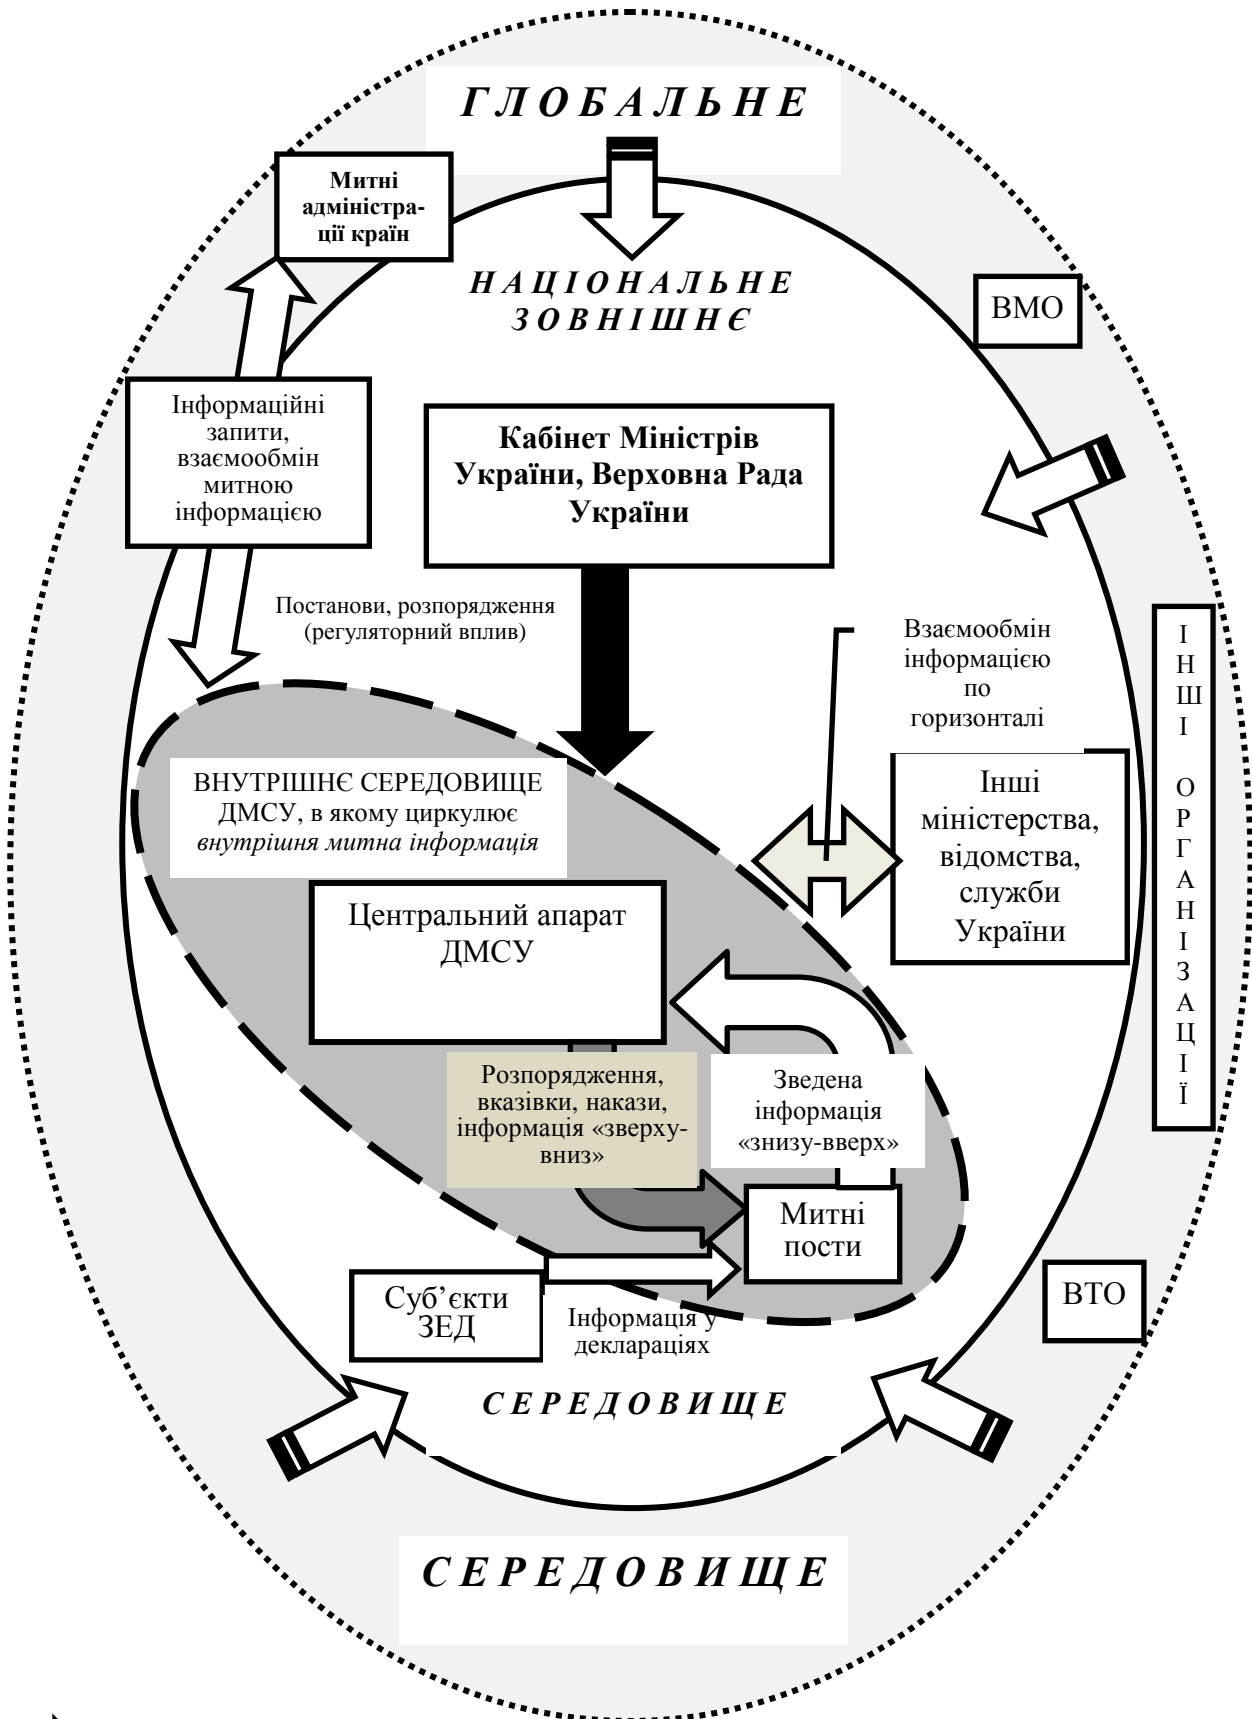 Г Л О Б А Л Ь Н Е
Митні
адміністра-
ції країн
Н А Ц І О Н А Л Ь Н Е
З О В Н І Ш Н Є
ВМО
Інформаційні
запити,
взаємообмін
митною
інформацією
Кабінет Міністрів
України, Верховна Рада
України
Постанови, розпорядження
(регуляторний вплив)
Взаємообмін
інформацією
по
горизонталі
І
Н
Ш
І
О
Р
Г
А
Н
І
З
А
Ц
І
Ї
ВНУТРІШНЄ СЕРЕДОВИЩЕ
ДМСУ, в якому циркулює
внутрішня митна інформація
Інші
міністерства,
відомства,
служби
України
Центральний апарат
ДМСУ
Розпорядження,
вказівки, накази,
інформація «зверху-
вниз»
Зведена
інформація
«знизу-вверх»
Митні
пости
Суб’єкти
ЗЕД
Інформація у
деклараціях
ВТО
С Е Р Е Д О В И Щ Е
С Е Р Е Д О В И Щ Е